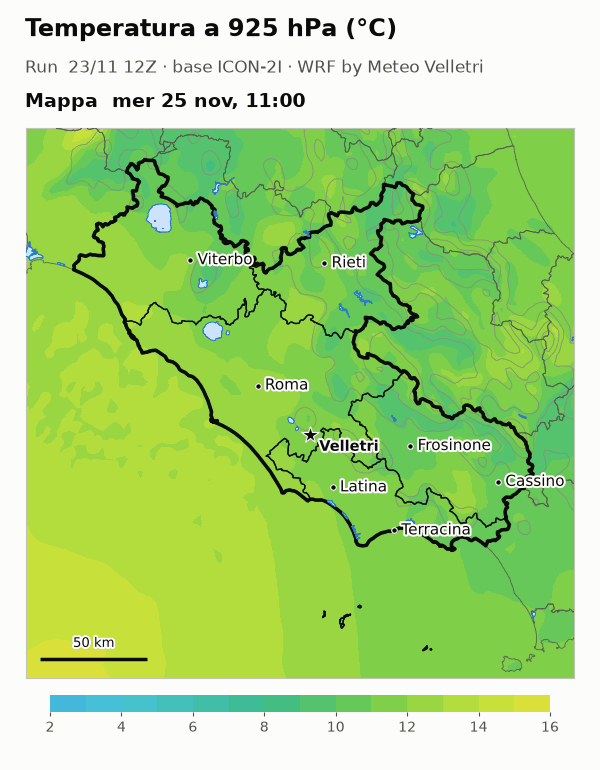 Temperatura a 925 hPa (°C)
Run  23/11 12Z · base ICON-2I · WRF by Meteo Velletri
Mappa  mer 25 nov, 11:00
Viterbo
Rieti
Roma
Velletri
Frosinone
Latina
Cassino
Terracina
50 km
2 4 6 8 10 12 14 16